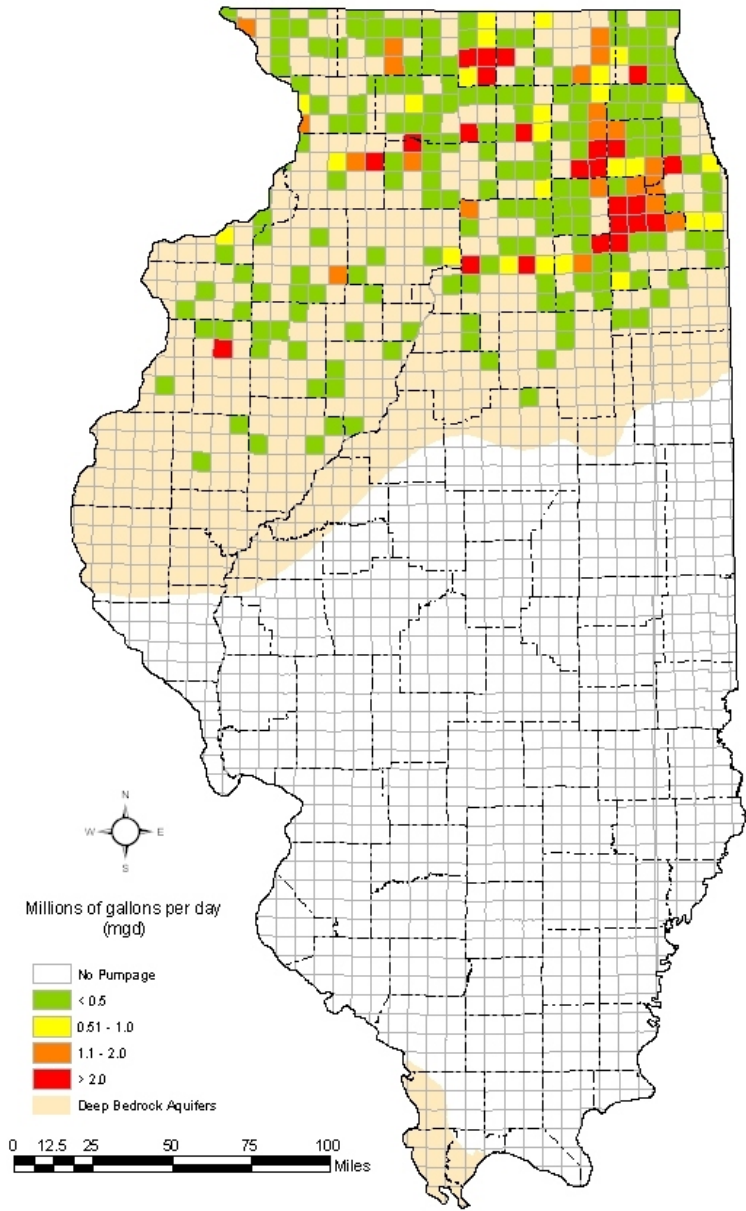 N
W E
S
Millions of gallons per day
(mgd)
No Pumpage
< 0.5
0.51 - 1.0
1.1 - 2.0
> 2.0
Deep Bedrock Aquifers
0 12.5 25 50 75 100
Miles